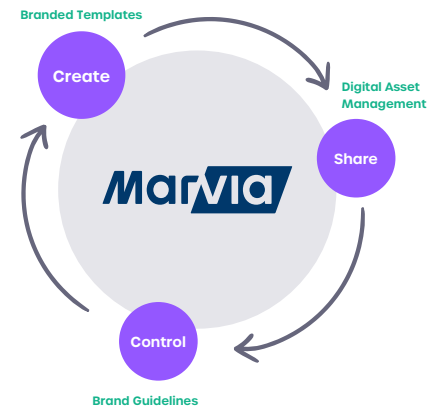 Branded Templates
Create
Digital Asset
Management
Share
Marvia
Control
Brand Guidelines